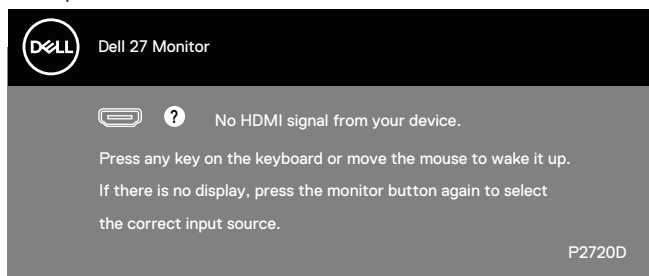 DELL
Dell 27 Monitor
? No HDMI signal from your device.
Press any key on the keyboard or move the mouse to wake it up.
If there is no display, press the monitor button again to select
the correct input source.
P2720D